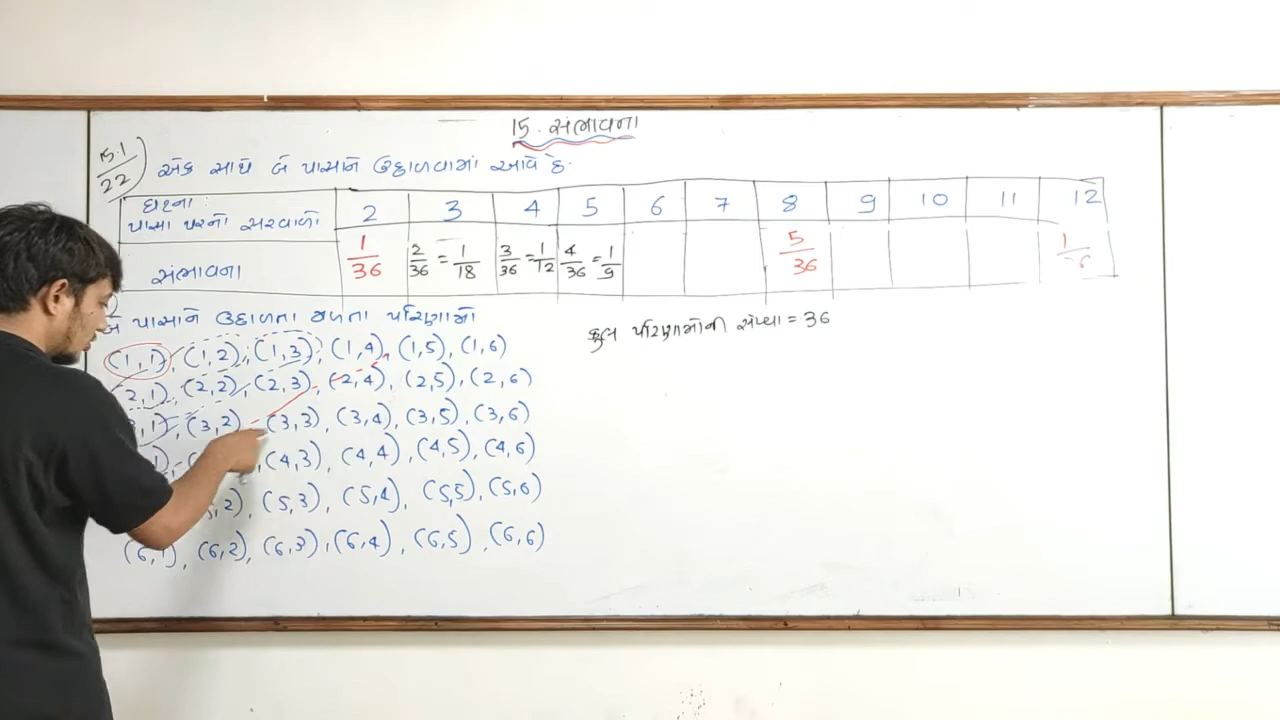 15. સંભાવના
15.1
22
એક સાથે બે પાસાને ઉછાળવામાં આવે છે.
ઘટના :
પાસા પરનો સરવાળો 2 3 4 5 6 7 8 9 10 11 12
સંભાવના 1/36 2/36 = 1/18 3/36 = 1/12 4/36 = 1/9 5/36
બે પાસાને ઉછાળતા મળતા પરિણામો
કુલ પરિણામોની સંખ્યા = 36
(1,1), (1,2), (1,3), (1,4), (1,5), (1,6)
2,1), (2,2), (2,3), (2,4), (2,5), (2,6)
,1), (3,2), (3,3), (3,4), (3,5), (3,6)
(4,3), (4,4), (4,5), (4,6)
,2), (5,3), (5,4), (5,5), (5,6)
(6,1), (6,2), (6,3), (6,4), (6,5), (6,6)